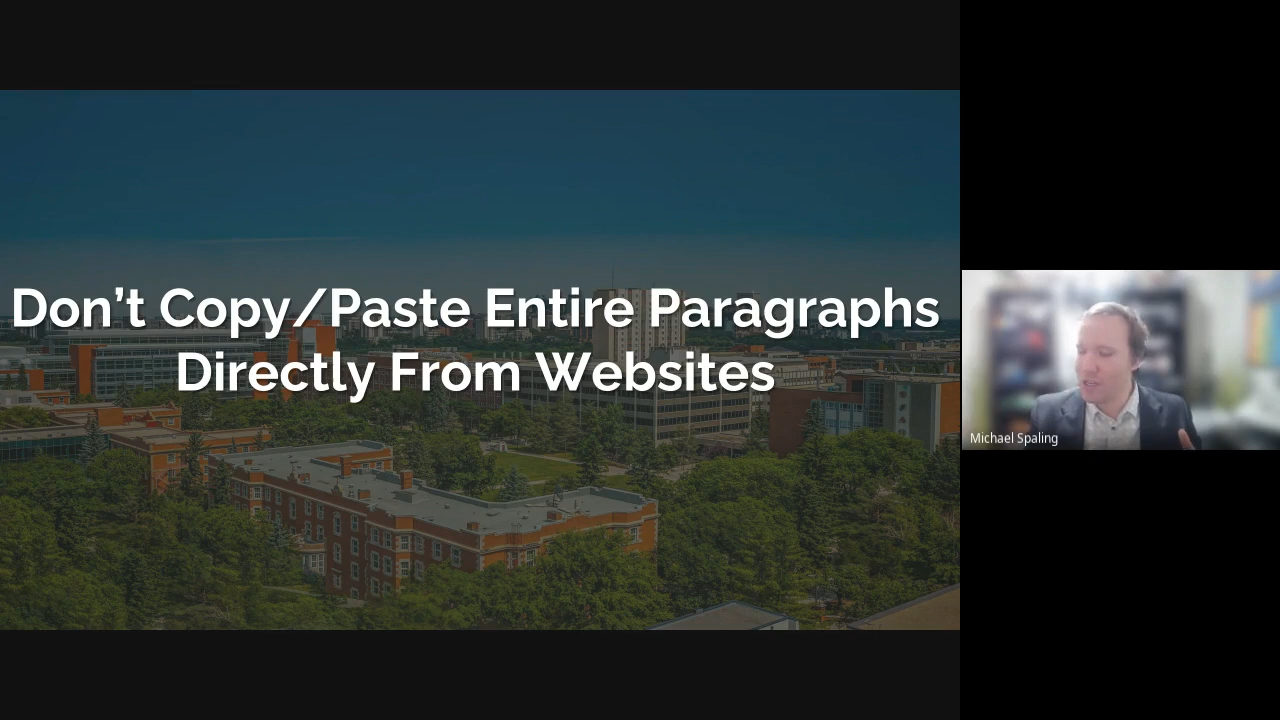 Don’t Copy/Paste Entire Paragraphs
Directly From Websites
Michael Spaling